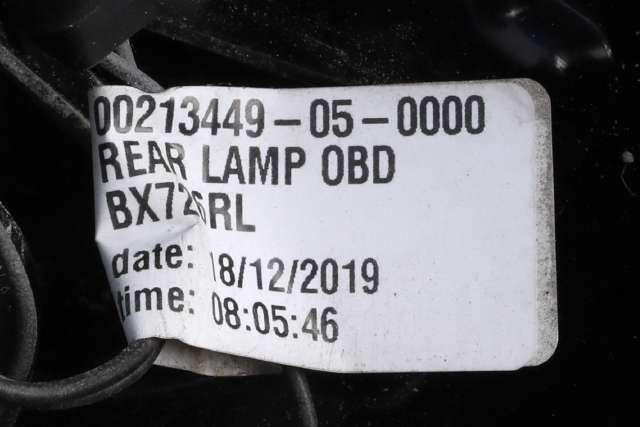 00213449-05-0000
REAR LAMP OBD
BX726RL
date: 18/12/2019
time: 08:05:46